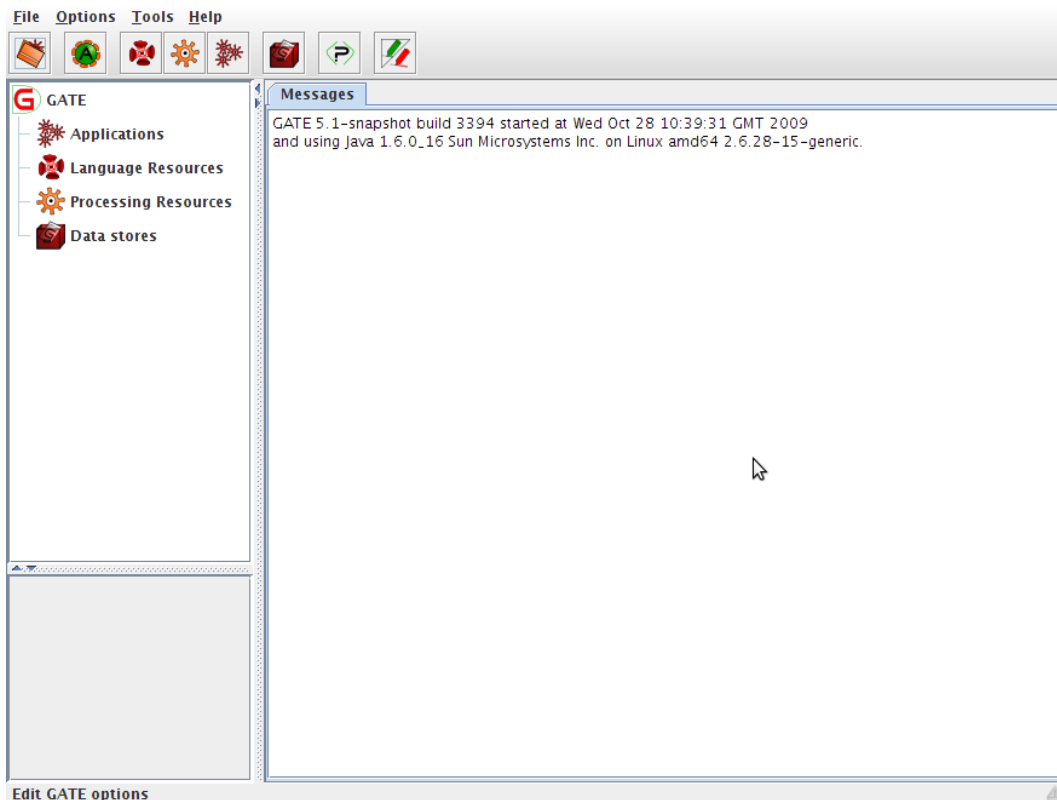 File Options Tools Help
GATE
Applications
Language Resources
Processing Resources
Data stores
Messages
GATE 5.1-snapshot build 3394 started at Wed Oct 28 10:39:31 GMT 2009
and using Java 1.6.0_16 Sun Microsystems Inc. on Linux amd64 2.6.28-15-generic.
Edit GATE options